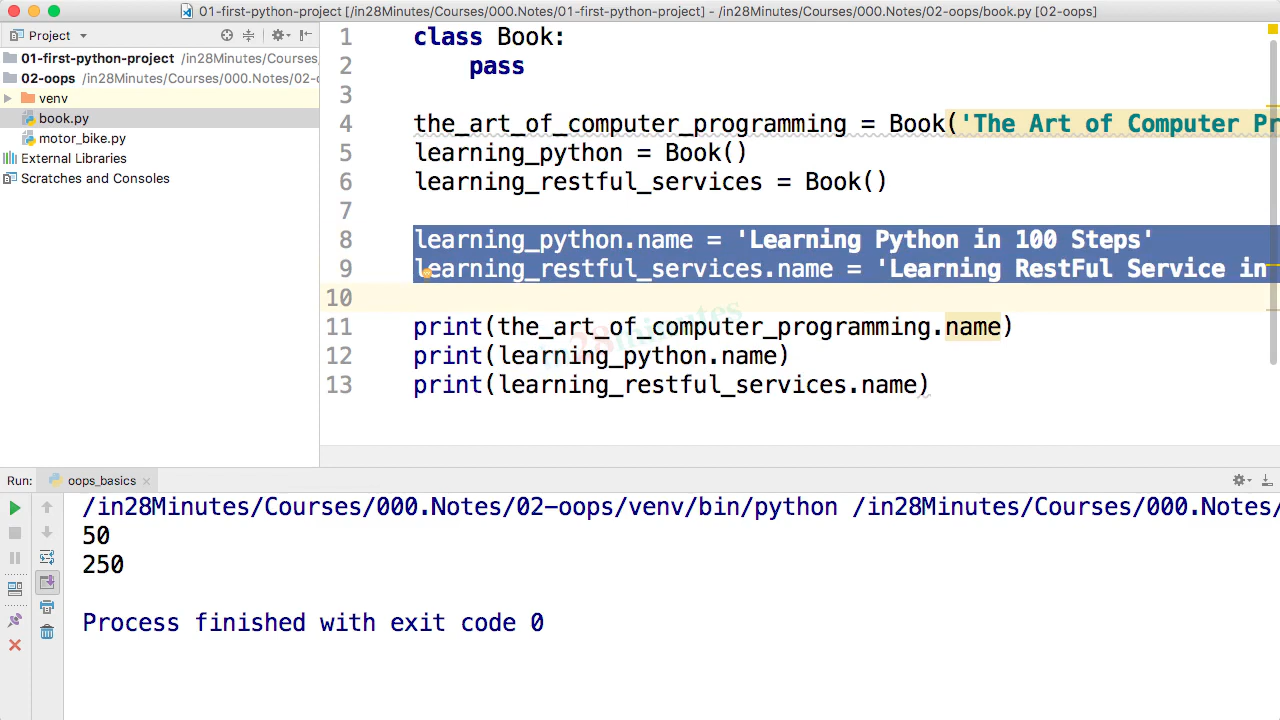 01-first-python-project [/in28Minutes/Courses/000.Notes/01-first-python-project] - /in28Minutes/Courses/000.Notes/02-oops/book.py [02-oops]
Project
01-first-python-project /in28Minutes/Courses
02-oops /in28Minutes/Courses/000.Notes/02-
venv
book.py
motor_bike.py
External Libraries
Scratches and Consoles
1 class Book:
2 pass
3
4 the_art_of_computer_programming = Book('The Art of Computer Pr
5 learning_python = Book()
6 learning_restful_services = Book()
7
8 learning_python.name = 'Learning Python in 100 Steps'
9 learning_restful_services.name = 'Learning RestFul Service in
10
in28minutes
11 print(the_art_of_computer_programming.name)
12 print(learning_python.name)
13 print(learning_restful_services.name)
Run: oops_basics
/in28Minutes/Courses/000.Notes/02-oops/venv/bin/python /in28Minutes/Courses/000.Notes/
50
250
Process finished with exit code 0